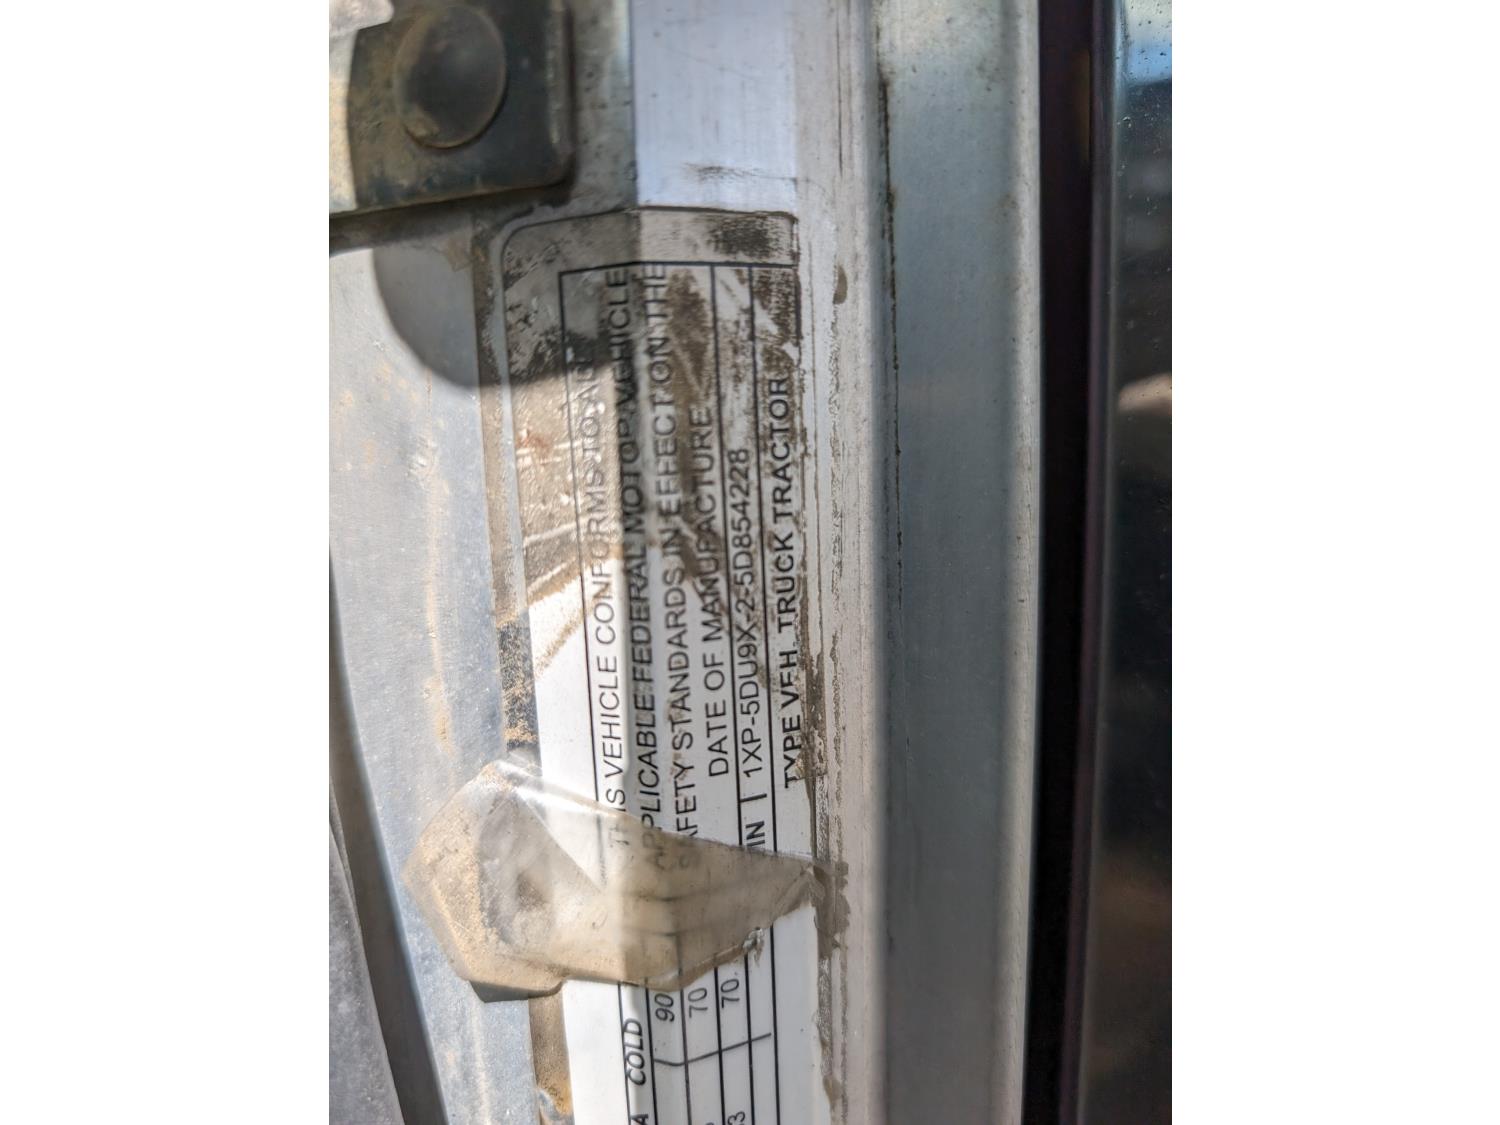 THIS VEHICLE CONFORMS TO ALL
APPLICABLE FEDERAL MOTOR VEHICLE
SAFETY STANDARDS IN EFFECT ON THE
DATE OF MANUFACTURE
1XP-5DU9X-2-5D854228
TYPE VEH. TRUCK TRACTOR
COLD
90
70
70